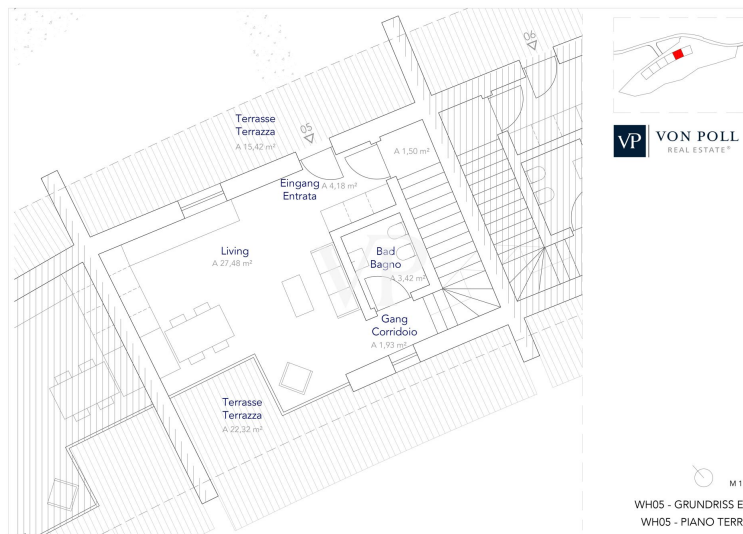 06
05
Terrasse
Terrazza
A 15,42 m²
A 1,50 m²
Eingang
Entrata
A 4,18 m²
Living
A 27,48 m²
Bad
Bagno
A 3,42 m²
Gang
Corridoio
A 1,93 m²
Terrasse
Terrazza
A 22,32 m²
VP
VON POLL
REAL ESTATE®
M 1
WH05 - GRUNDRISS E
WH05 - PIANO TERR